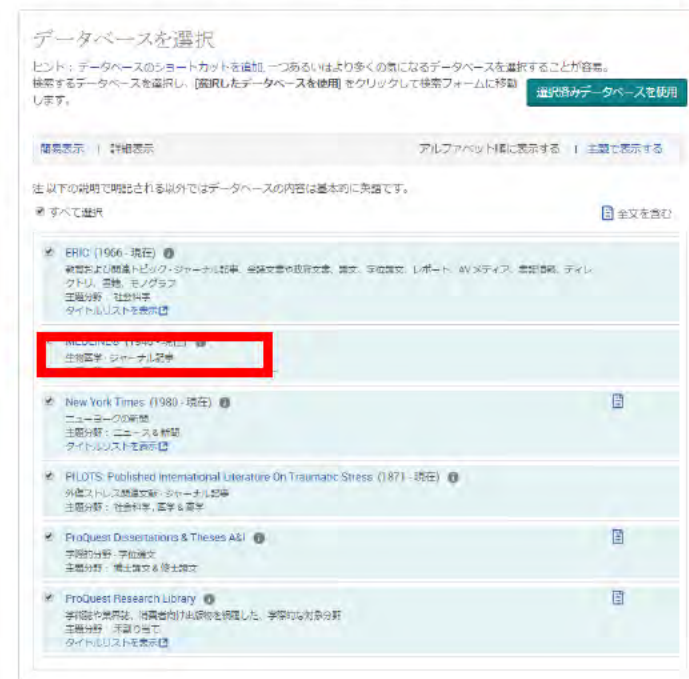 データベースを選択
ヒント：データベースのショートカットを追加 一つあるいはより多くの気になるデータベースを選択することが容易。
検索するデータベースを選択し、[選択したデータベースを使用] をクリックして検索フォームに移動
します。
選択済みデータベースを使用
簡易表示 | 詳細表示
アルファベット順に表示する | 主題で表示する
注 以下の説明で明記される以外ではデータベースの内容は基本的に英語です。
すべて選択
全文を含む
ERIC (1966 - 現在)
教育および関連トピック - ジャーナル記事、会議文書や政府文書、論文、学位論文、レポート、AVメディア、書誌情報、ディレ
クトリ、書籍、モノグラフ
主題分野：社会科学
タイトルリストを表示
生物医学 - ジャーナル記事
New York Times (1980 - 現在)
ニューヨークの新聞
主題分野：ニュース & 新聞
タイトルリストを表示
PILOTS: Published International Literature On Traumatic Stress (1871 - 現在)
外傷ストレス関連文献 - ジャーナル記事
主題分野：社会科学, 医学 & 薬学
ProQuest Dissertations & Theses A&I
学際的分野 - 学位論文
主題分野：博士論文 & 修士論文
ProQuest Research Library
学術誌や業界誌、消費者向け出版物を網羅した、学際的な対象分野
主題分野：未割り当て
タイトルリストを表示